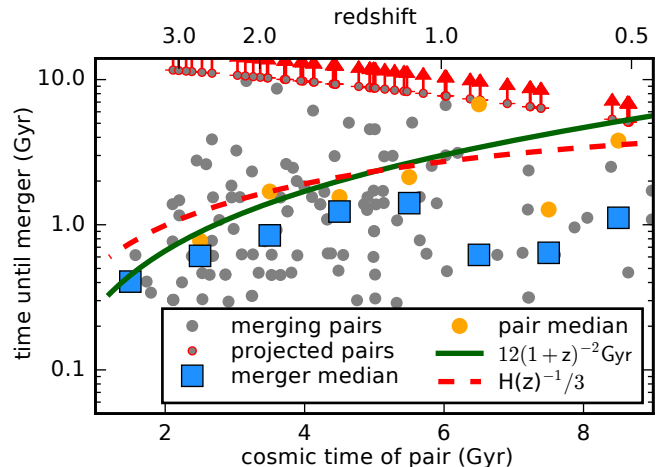 redshift
3.0 2.0 1.0 0.5
time until merger (Gyr)
10.0
1.0
0.1
merging pairs
projected pairs
merger median
pair median
12(1+z)⁻²Gyr
H(z)⁻¹/3
2 4 6 8
cosmic time of pair (Gyr)